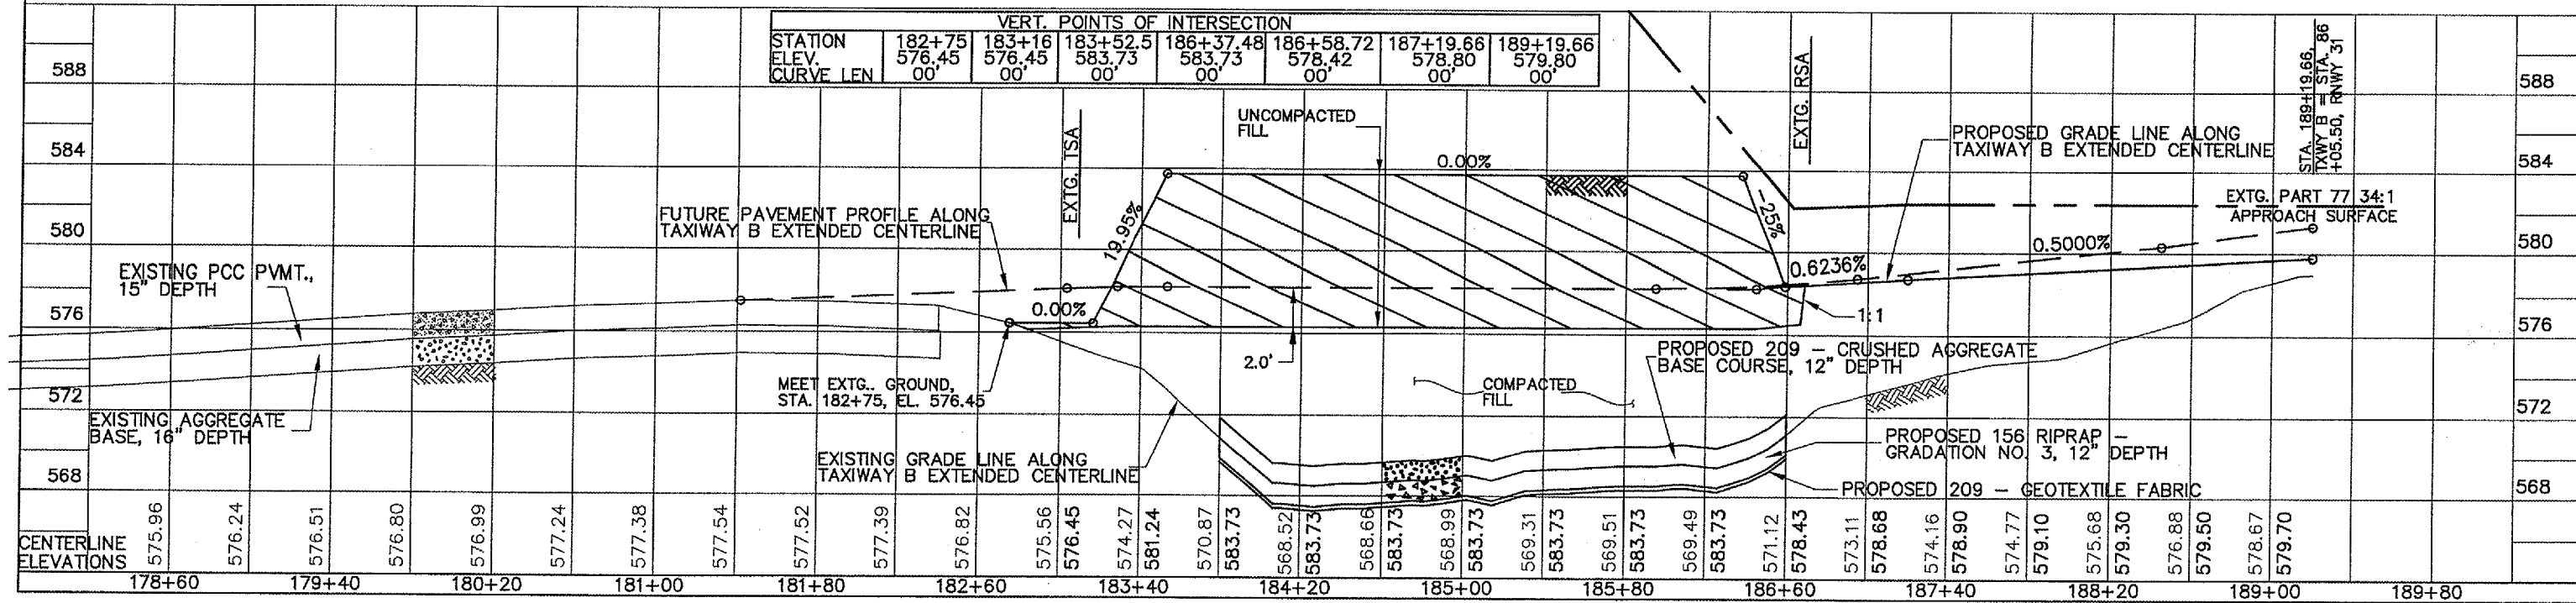 VERT. POINTS OF INTERSECTION
STATION 182+75 183+16 183+52.5 186+37.48 186+58.72 187+19.66 189+19.66
ELEV. 576.45 576.45 583.73 583.73 578.42 578.80 579.80
CURVE LEN 00' 00' 00' 00' 00' 00' 00'
588
584
580
576
572
568
588
584
580
576
572
568
EXTG. TSA
UNCOMPACTED
FILL
0.00%
EXTG. RSA
PROPOSED GRADE LINE ALONG
TAXIWAY B EXTENDED CENTERLINE
STA. 189+19.66,
TXWY B = STA. 86
+05.50, RNWY 31
EXTG. PART 77 34:1
APPROACH SURFACE
FUTURE PAVEMENT PROFILE ALONG
TAXIWAY B EXTENDED CENTERLINE
19.95%
-25%
0.5000%
0.6236%
EXISTING PCC PVMT.,
15" DEPTH
0.00%
1:1
2.0'
MEET EXTG.. GROUND,
STA. 182+75, EL. 576.45
PROPOSED 209 – CRUSHED AGGREGATE
BASE COURSE, 12" DEPTH
COMPACTED
FILL
EXISTING AGGREGATE
BASE, 16" DEPTH
EXISTING GRADE LINE ALONG
TAXIWAY B EXTENDED CENTERLINE
PROPOSED 156 RIPRAP –
GRADATION NO. 3, 12" DEPTH
PROPOSED 209 – GEOTEXTILE FABRIC
CENTERLINE
ELEVATIONS
575.96
576.24
576.51
576.80
576.99
577.24
577.38
577.54
577.52
577.39
576.82
575.56
576.45
574.27
581.24
570.87
583.73
568.52
583.73
568.66
583.73
568.99
583.73
569.31
583.73
569.51
583.73
569.49
583.73
571.12
578.43
573.11
578.68
574.16
578.90
574.77
579.10
575.68
579.30
576.88
579.50
578.67
579.70
178+60 179+40 180+20 181+00 181+80 182+60 183+40 184+20 185+00 185+80 186+60 187+40 188+20 189+00 189+80